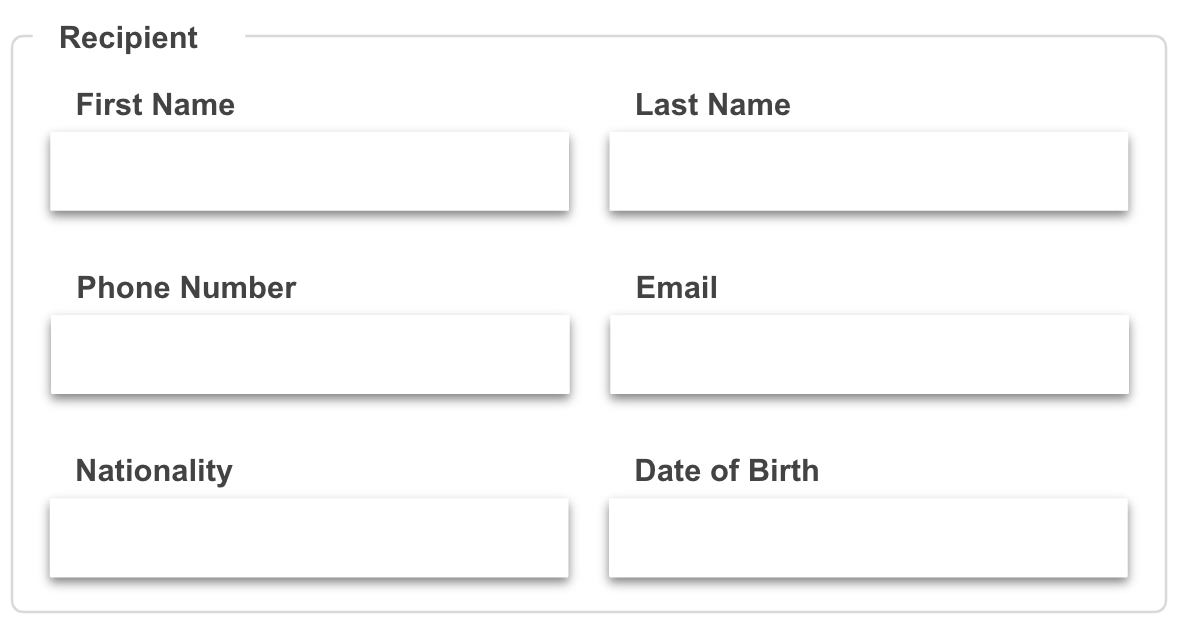 Recipient
First Name
Last Name
Phone Number
Email
Nationality
Date of Birth